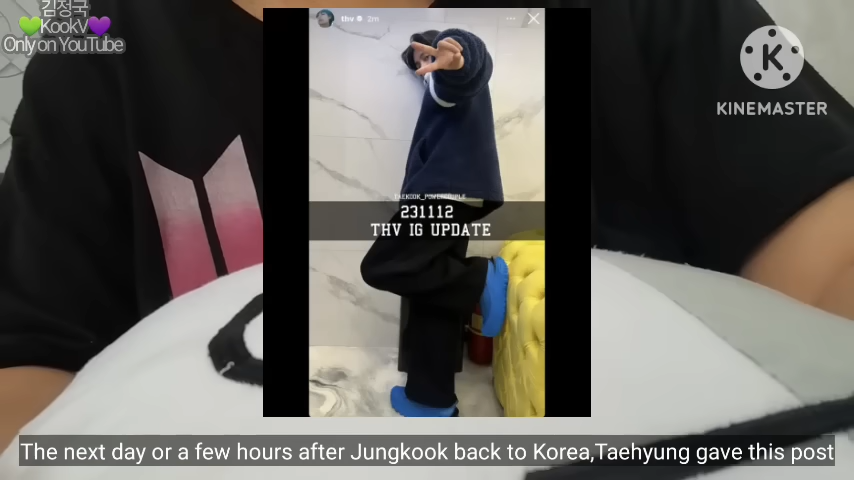 김정국
💚KookV💜
Only on YouTube
thv 2m
K
KINEMASTER
TAEKOOK_POWERCOUPLE
231112
THV IG UPDATE
The next day or a few hours after Jungkook back to Korea,Taehyung gave this post